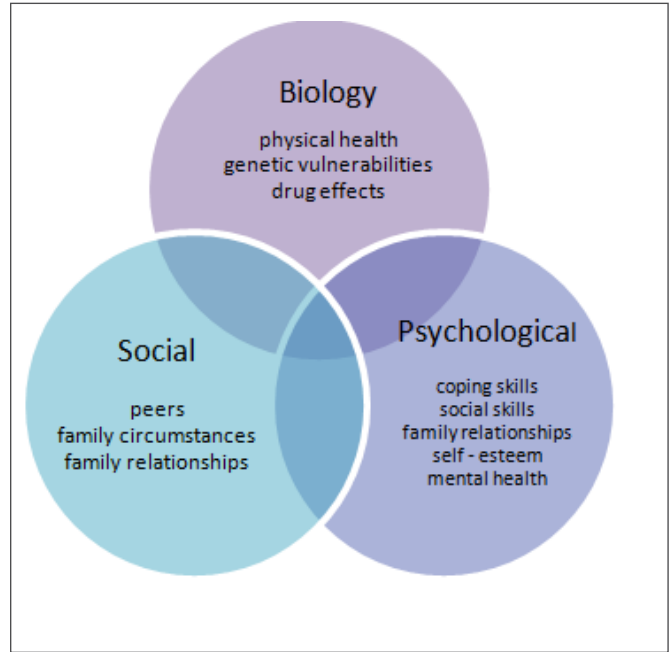 Biology
physical health
genetic vulnerabilities
drug effects
Social
peers
family circumstances
family relationships
Psychological
coping skills
social skills
family relationships
self - esteem
mental health